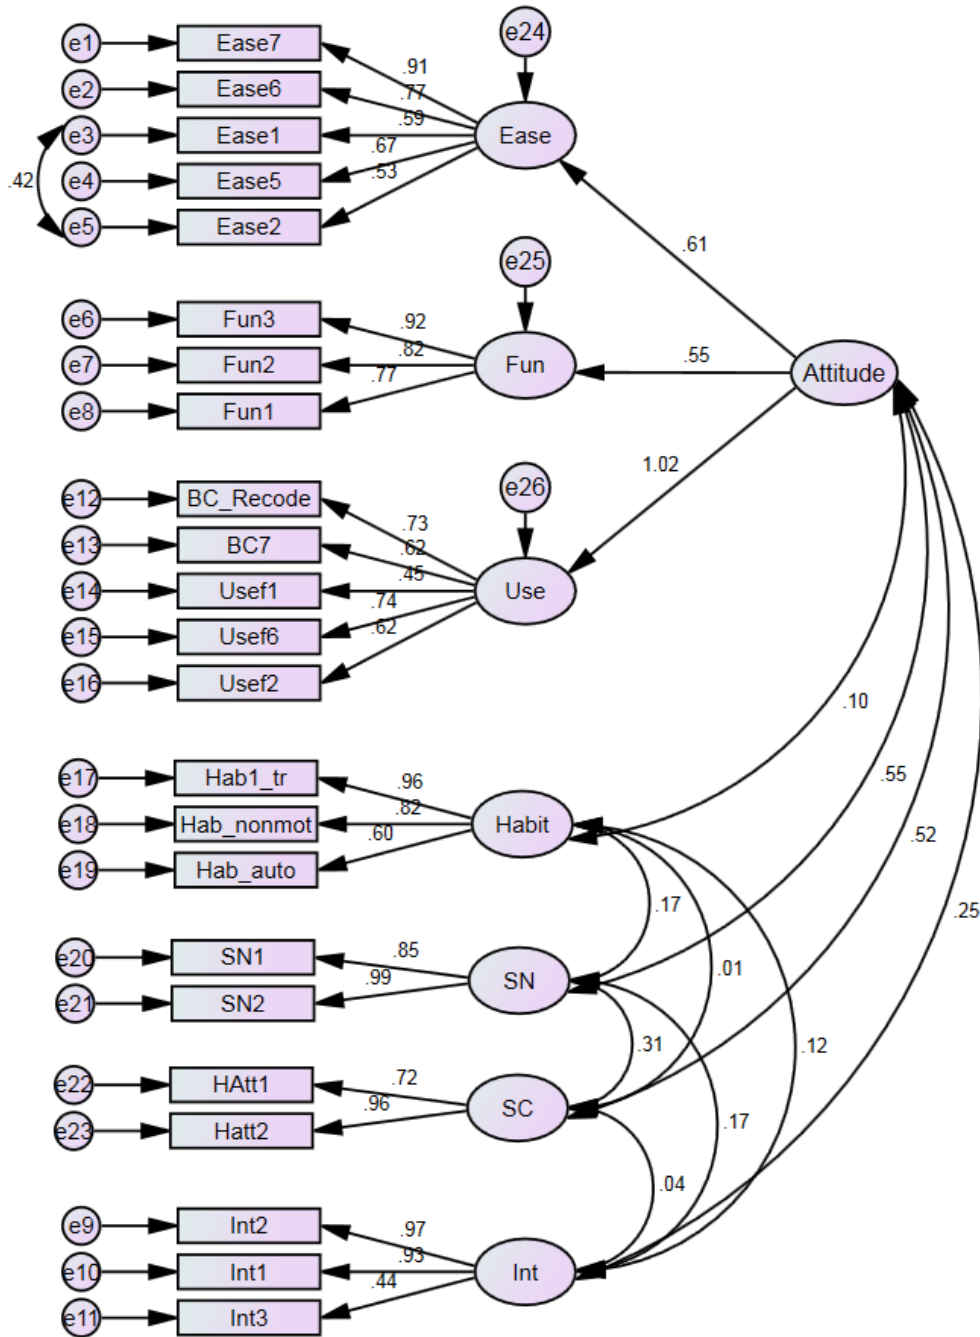 e1 Ease7
e2 Ease6
e3 Ease1
e4 Ease5
e5 Ease2
.42
.91
.77
.59
.67
.53
e24
Ease
.61
e6 Fun3
e7 Fun2
e8 Fun1
.92
.82
.77
e25
Fun
.55
Attitude
e12 BC_Recode
e13 BC7
e14 Usef1
e15 Usef6
e16 Usef2
.73
.62
.45
.74
.62
e26
Use
1.02
e17 Hab1_tr
e18 Hab_nonmot
e19 Hab_auto
.96
.82
.60
Habit
.10
.55
.52
.25
e20 SN1
e21 SN2
.85
.99
SN
.17
.01
.12
e22 HAtt1
e23 Hatt2
.72
.96
SC
.31
.17
e9 Int2
e10 Int1
e11 Int3
.97
.93
.44
Int
.04